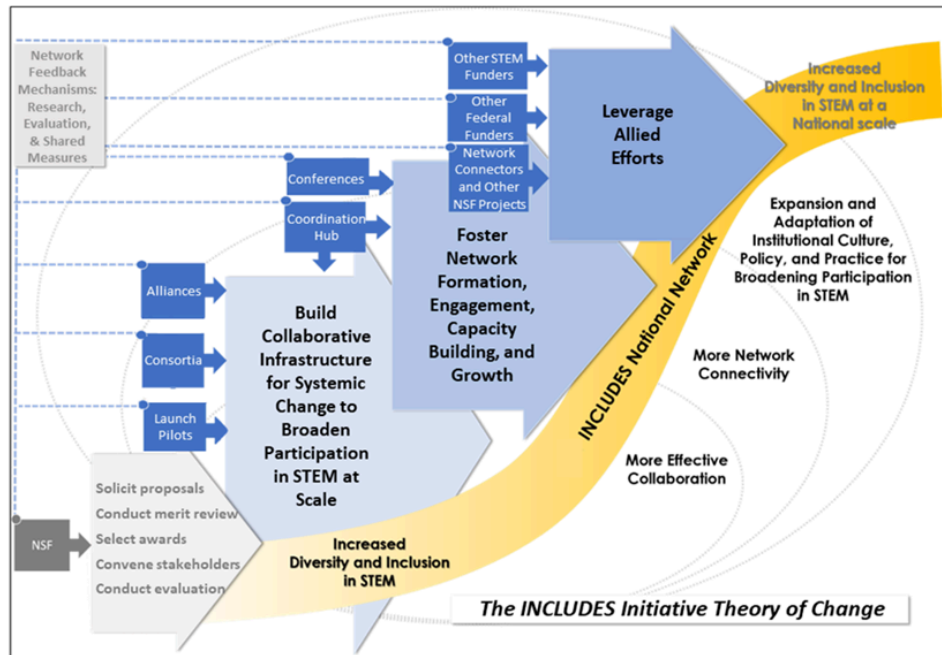 Network
Feedback
Mechanisms:
Research,
Evaluation,
& Shared
Measures
Other STEM
Funders
Other
Federal
Funders
Network
Connectors
and Other
NSF Projects
Leverage
Allied
Efforts
Increased
Diversity and Inclusion
in STEM at a
National scale
Conferences
Coordination
Hub
Foster
Network
Formation,
Engagement,
Capacity
Building, and
Growth
Expansion and
Adaptation of
Institutional Culture,
Policy, and Practice for
Broadening Participation
in STEM
Alliances
Consortia
Launch
Pilots
Build
Collaborative
Infrastructure
for Systemic
Change to
Broaden
Participation
in STEM at
Scale
INCLUDES National Network
More Network
Connectivity
More Effective
Collaboration
NSF
Solicit proposals
Conduct merit review
Select awards
Convene stakeholders
Conduct evaluation
Increased
Diversity and Inclusion
in STEM
The INCLUDES Initiative Theory of Change